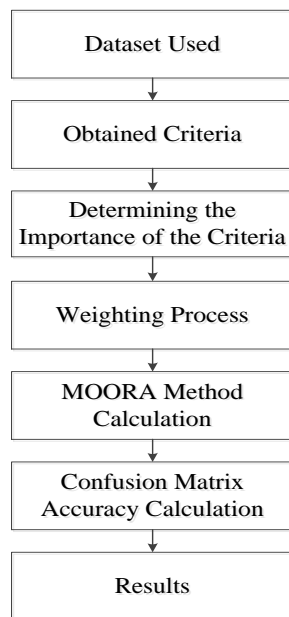 Dataset Used
Obtained Criteria
Determining the
Importance of the Criteria
Weighting Process
MOORA Method
Calculation
Confusion Matrix
Accuracy Calculation
Results